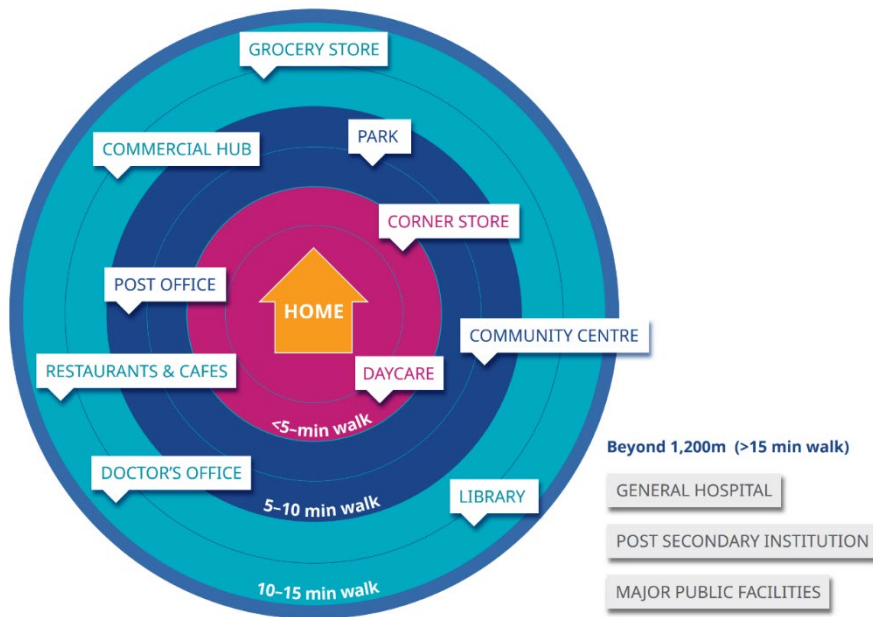 GROCERY STORE
PARK
COMMERCIAL HUB
CORNER STORE
POST OFFICE
HOME
COMMUNITY CENTRE
RESTAURANTS & CAFES
DAYCARE
<5–min walk
Beyond 1,200m (>15 min walk)
DOCTOR'S OFFICE
LIBRARY
GENERAL HOSPITAL
5–10 min walk
POST SECONDARY INSTITUTION
10–15 min walk
MAJOR PUBLIC FACILITIES